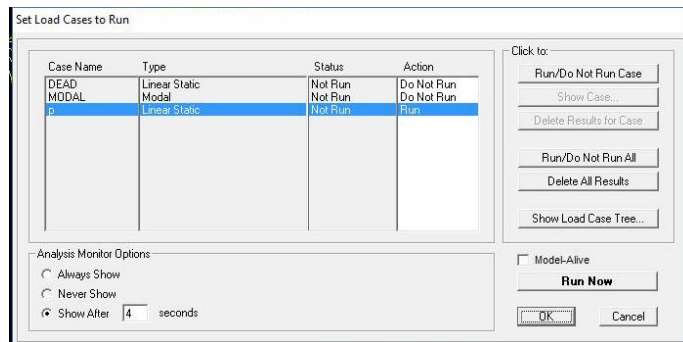 Set Load Cases to Run
Click to:
Case Name Type Status Action
DEAD Linear Static Not Run Do Not Run
MODAL Modal Not Run Do Not Run
p Linear Static Not Run Run
Run/Do Not Run Case
Show Case...
Delete Results for Case
Run/Do Not Run All
Delete All Results
Show Load Case Tree...
Analysis Monitor Options
Always Show
Never Show
Show After 4 seconds
Model-Alive
Run Now
OK Cancel